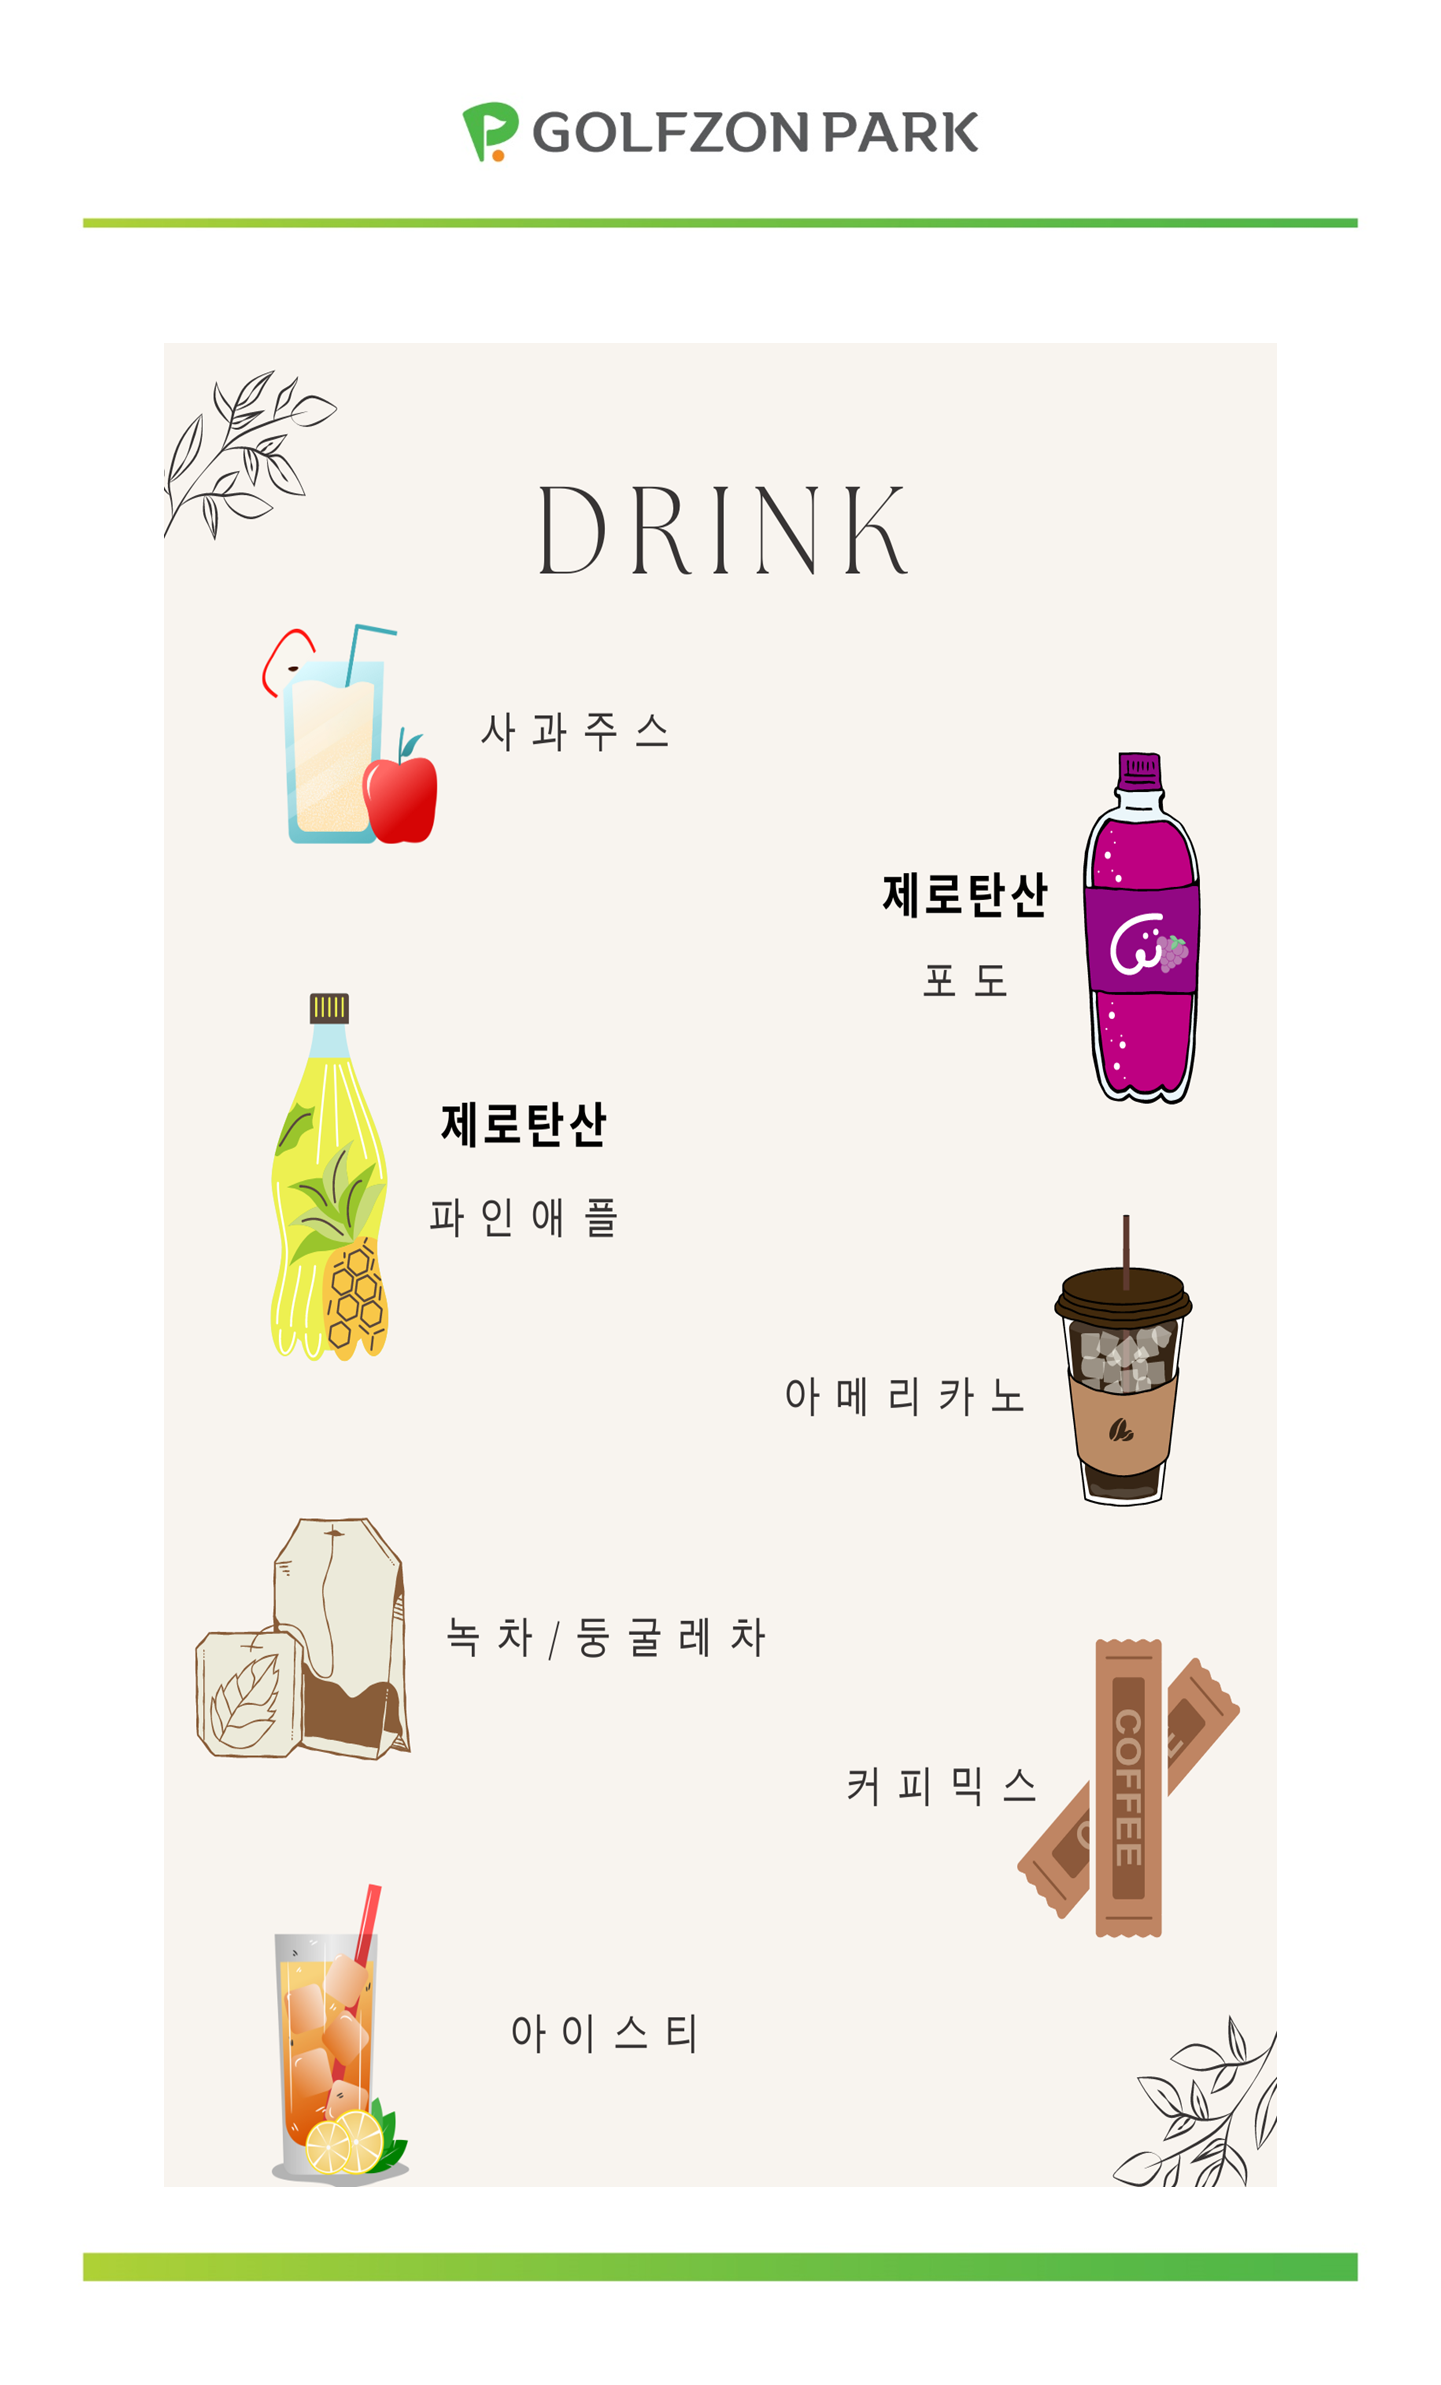 GOLFZON PARK
DRINK
사과주스
제로탄산
포도
제로탄산
파인애플
아메리카노
녹차/둥굴레차
커피믹스
COFFEE
아이스티